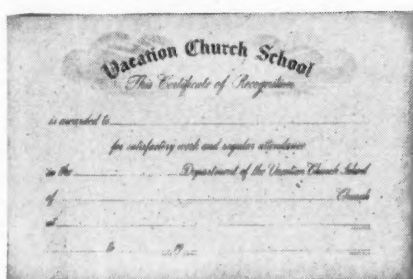 Vacation Church School
This Certificate of Recognition
is awarded to
for satisfactory work and regular attendance
in the Department of the Vacation Church School
of Church
at
to 19